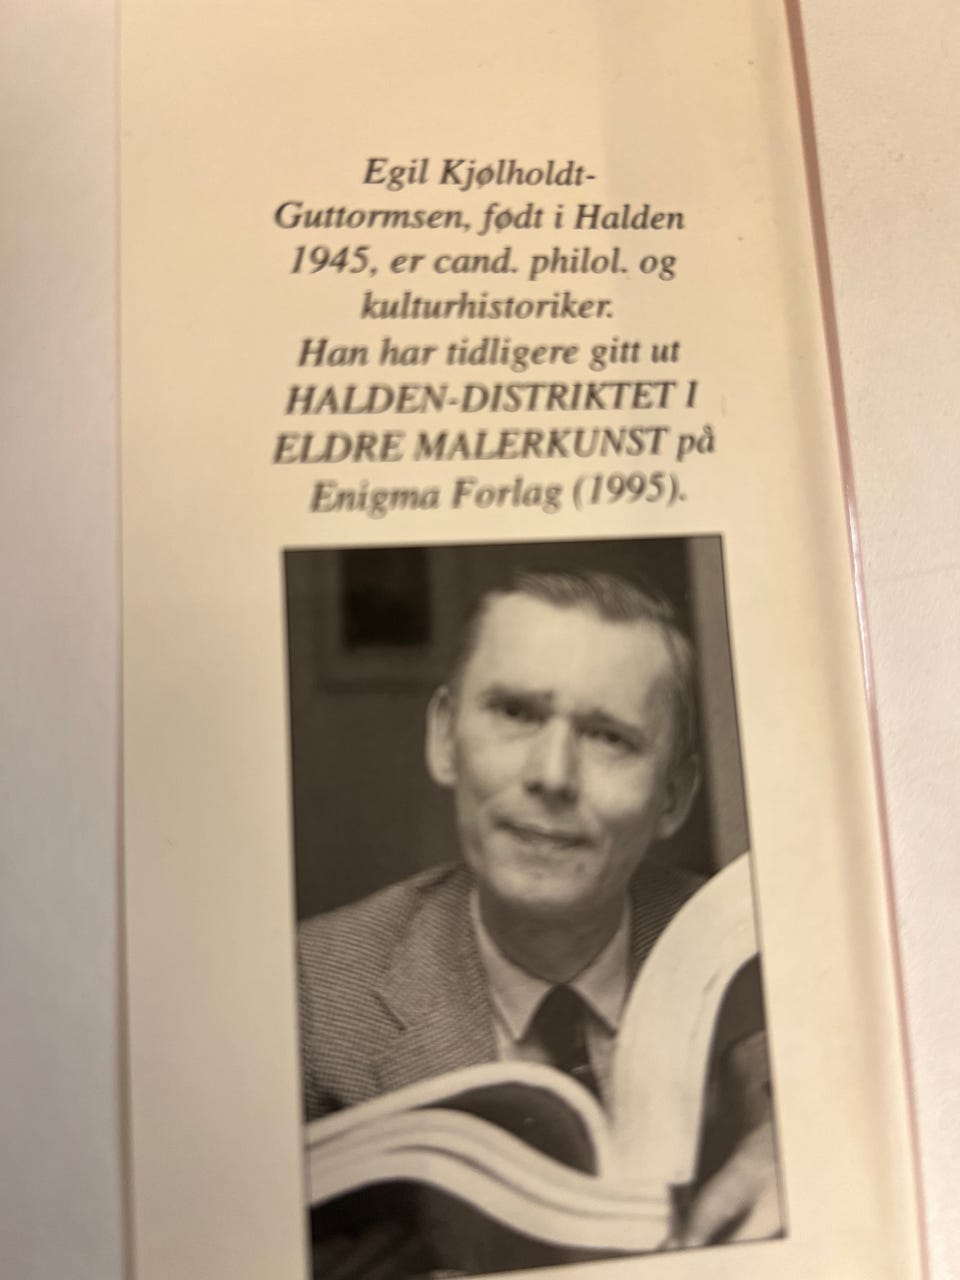 Egil Kjølholdt-
Guttormsen, født i Halden
1945, er cand. philol. og
kulturhistoriker.
Han har tidligere gitt ut
HALDEN-DISTRIKTET I
ELDRE MALERKUNST på
Enigma Forlag (1995).